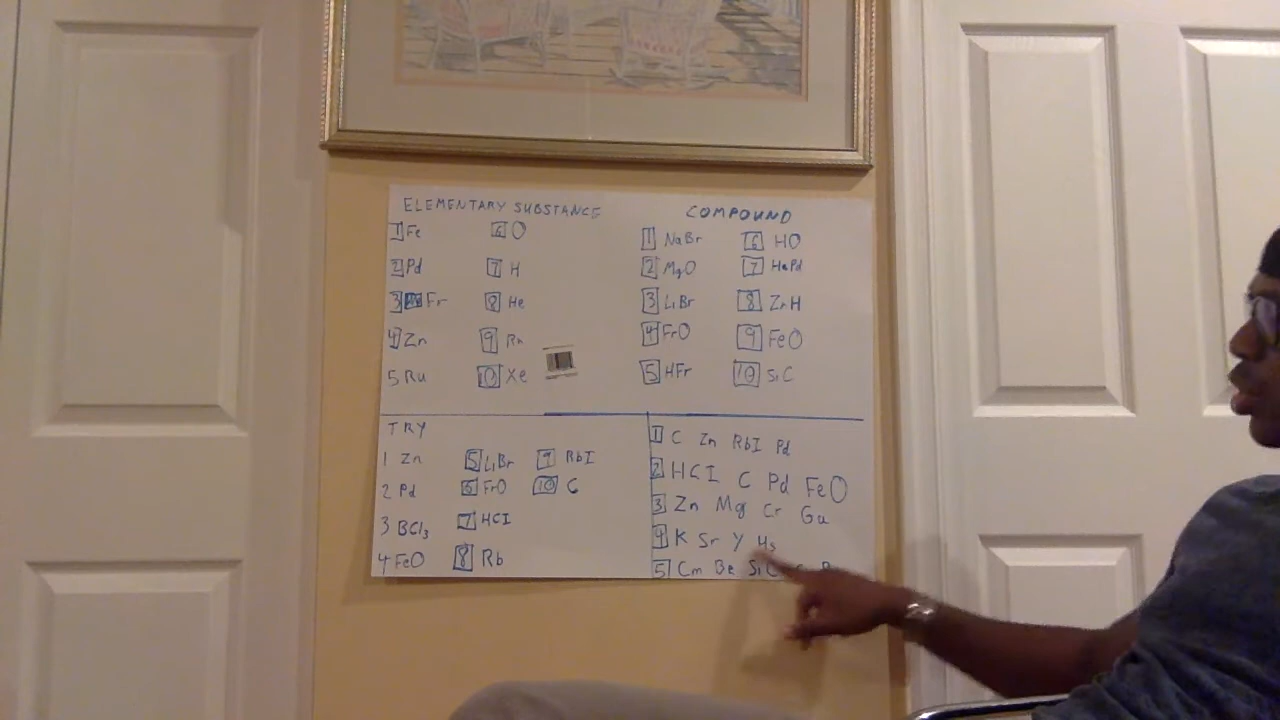 ELEMENTARY SUBSTANCE
1 Fe 6 O
2 Pd 7 H
3 Fr 8 He
4 Zn 9 Rn
5 Ru 10 Xe
COMPOUND
1 NaBr 6 HO
2 MgO 7 HePd
3 LiBr 8 ZrH
4 FrO 9 FeO
5 HFr 10 SiC
TRY
1 Zn 5 LiBr 9 RbI
2 Pd 6 FrO 10 C
3 BCl3 7 HCI
4 FeO 8 Rb
1 C Zn RbI Pd
2 HCI C Pd FeO
3 Zn Mg Cr Ga
4 K Sr Y Hs
5 Cm Be